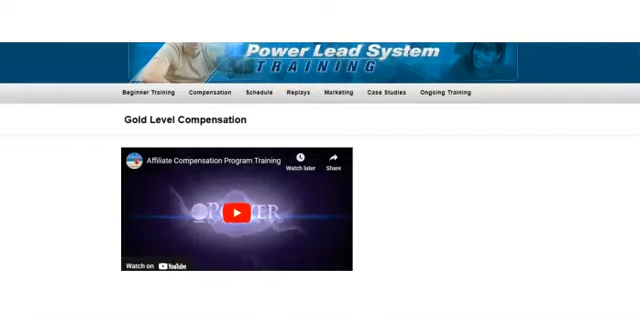 Power Lead System
TRAINING
Beginner Training Compensation Schedule Replays Marketing Case Studies Ongoing Training
Gold Level Compensation
Affiliate Compensation Program Training
Watch later Share
POWER
Watch on YouTube